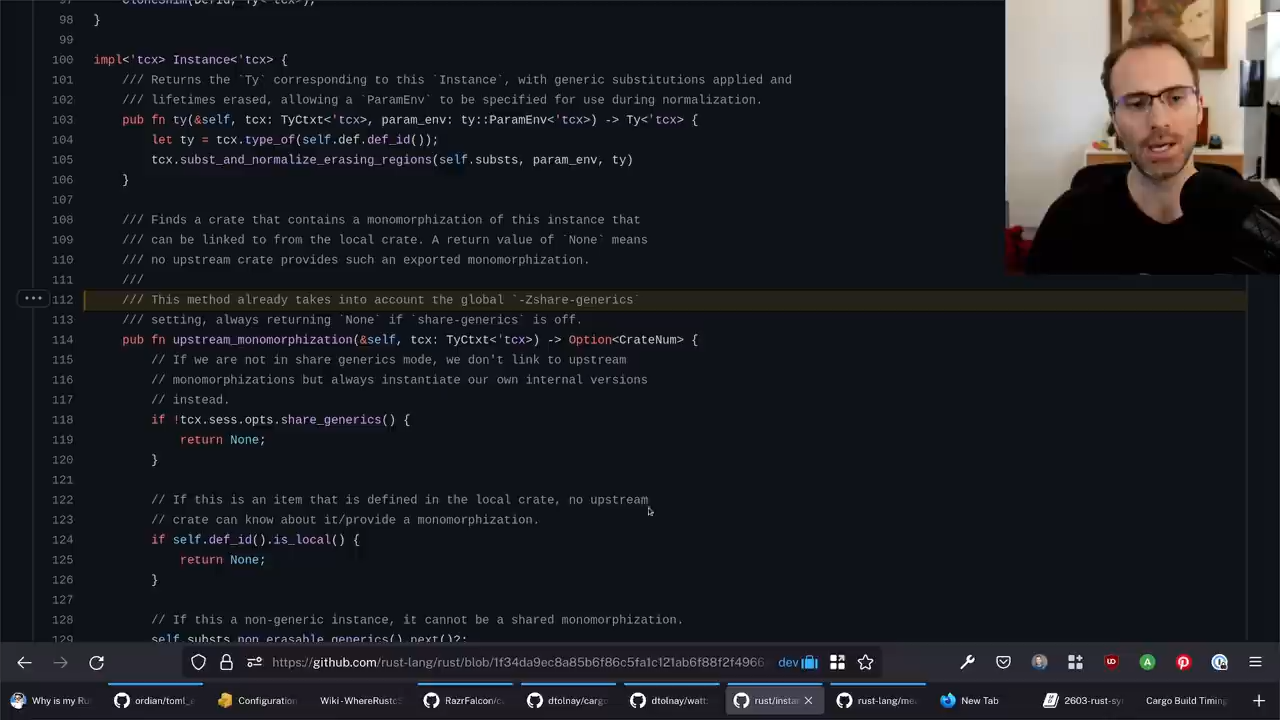 98 }
99
100 impl<'tcx> Instance<'tcx> {
101 /// Returns the `Ty` corresponding to this `Instance`, with generic substitutions applied and
102 /// lifetimes erased, allowing a `ParamEnv` to be specified for use during normalization.
103 pub fn ty(&self, tcx: TyCtxt<'tcx>, param_env: ty::ParamEnv<'tcx>) -> Ty<'tcx> {
104 let ty = tcx.type_of(self.def.def_id());
105 tcx.subst_and_normalize_erasing_regions(self.substs, param_env, ty)
106 }
107
108 /// Finds a crate that contains a monomorphization of this instance that
109 /// can be linked to from the local crate. A return value of `None` means
110 /// no upstream crate provides such an exported monomorphization.
111 ///
112 /// This method already takes into account the global `-Zshare-generics`
113 /// setting, always returning `None` if `share-generics` is off.
114 pub fn upstream_monomorphization(&self, tcx: TyCtxt<'tcx>) -> Option<CrateNum> {
115 // If we are not in share generics mode, we don't link to upstream
116 // monomorphizations but always instantiate our own internal versions
117 // instead.
118 if !tcx.sess.opts.share_generics() {
119 return None;
120 }
121
122 // If this is an item that is defined in the local crate, no upstream
123 // crate can know about it/provide a monomorphization.
124 if self.def_id().is_local() {
125 return None;
126 }
127
128 // If this a non-generic instance, it cannot be a shared monomorphization.
129 self.substs.non_erasable_generics().next()?;
https://github.com/rust-lang/rust/blob/1f34da9ec8a85b6f86c5fa1c121ab6f88f2f4966 dev
Why is my Ru ordian/toml_e Configuration Wiki-WhereRustc RazrFalcon/c dtolnay/carg dtolnay/watt rust/insta rust-lang/me New Tab 2603-rust-sy Cargo Build Timing